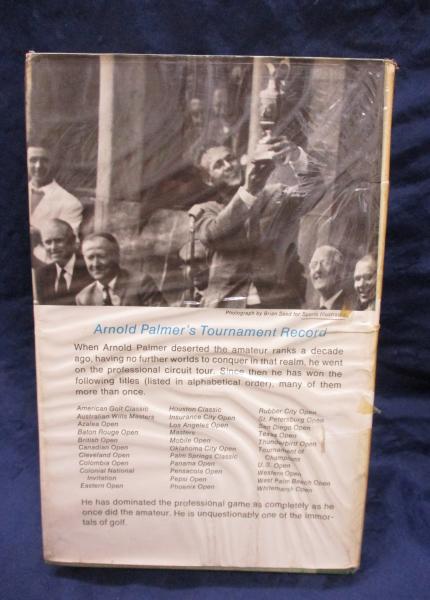 Photograph by Brian Seed for Sports Illustrated
Arnold Palmer's Tournament Record
When Arnold Palmer deserted the amateur ranks a decade
ago, having no further worlds to conquer in that realm, he went
on the professional circuit tour. Since then he has won the
following titles (listed in alphabetical order), many of them
more than once.
American Golf Classic
Australian Wills Masters
Azalea Open
Baton Rouge Open
British Open
Canadian Open
Cleveland Open
Colombia Open
Colonial National
Invitation
Eastern Open
Houston Classic
Insurance City Open
Los Angeles Open
Masters
Mobile Open
Oklahoma City Open
Palm Springs Classic
Panama Open
Pensacola Open
Pepsi Open
Phoenix Open
Rubber City Open
St. Petersburg Open
San Diego Open
Texas Open
Thunderbird Open
Tournament of
Champions
U.S. Open
Western Open
West Palm Beach Open
Whitemarsh Open
He has dominated the professional game as completely as he
once did the amateur. He is unquestionably one of the immor-
tals of golf.